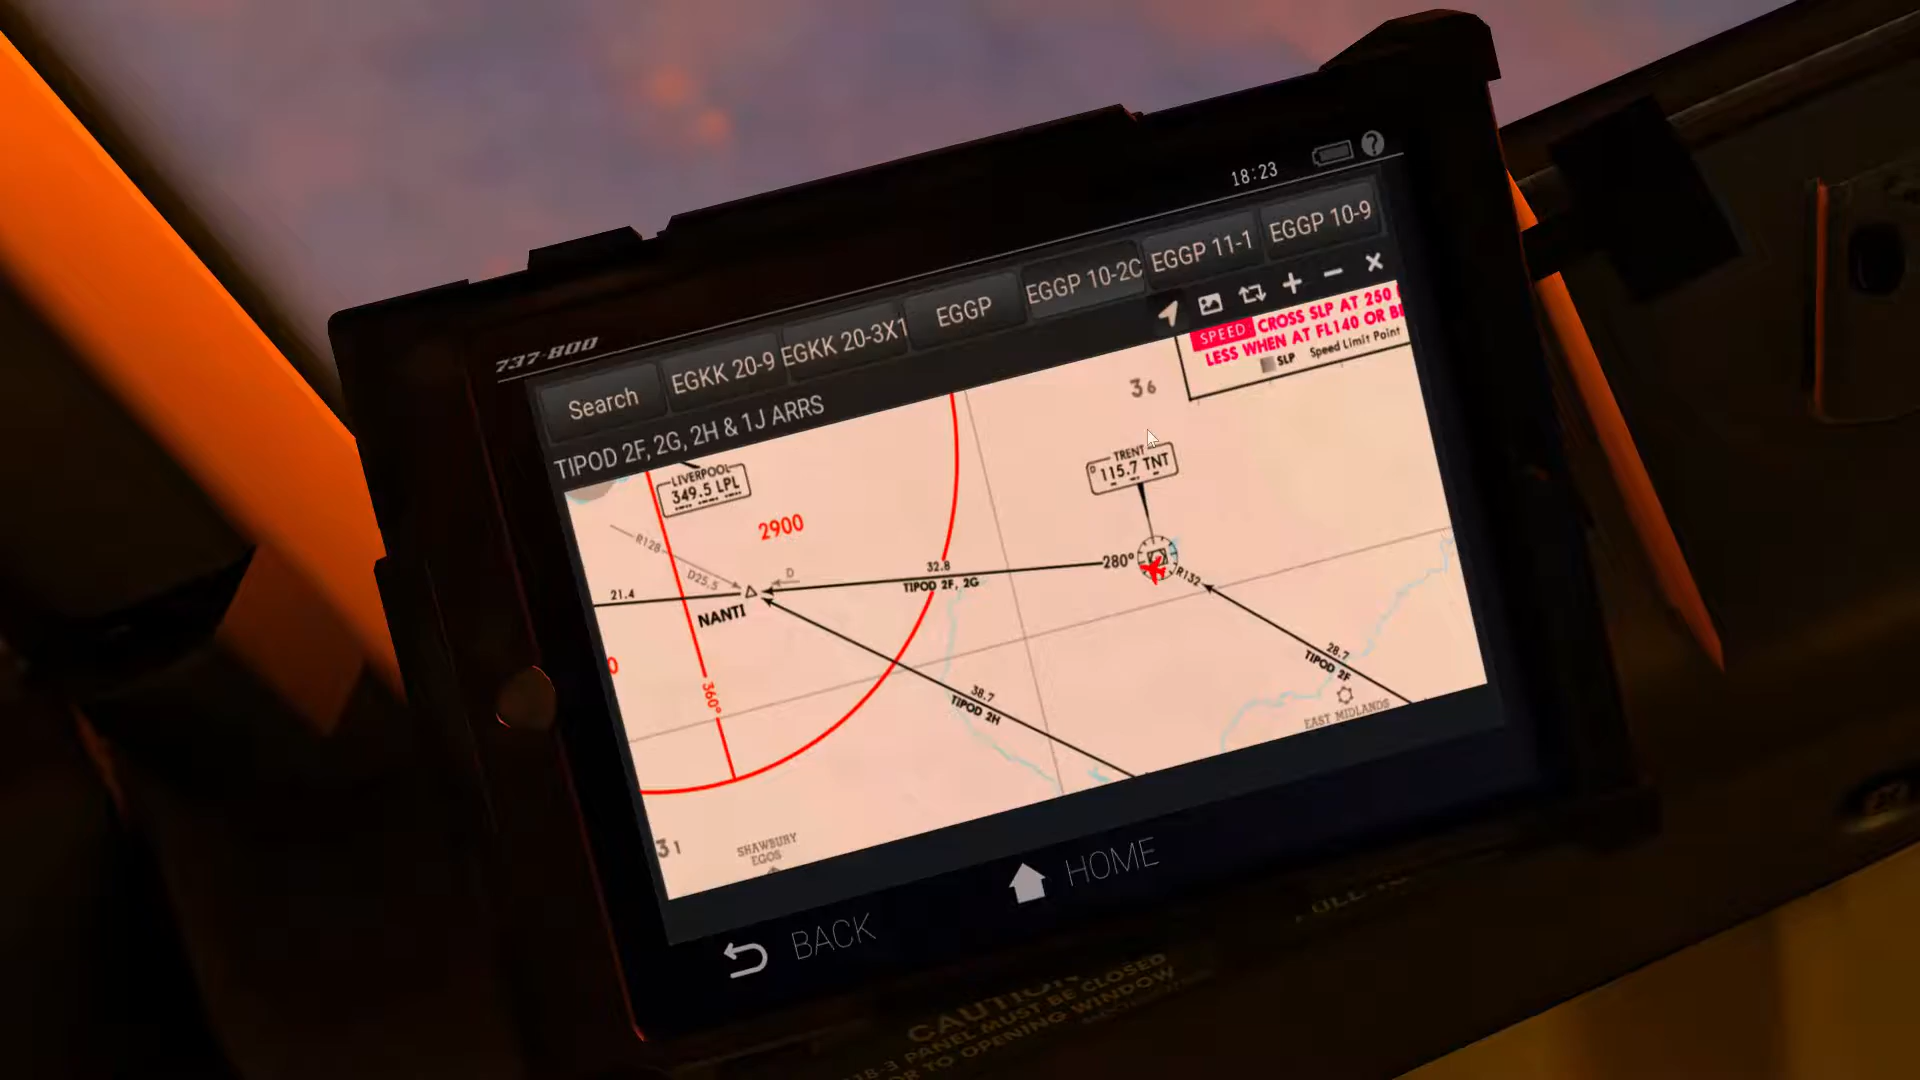 18:23
737-800
Search
EGKK 20-9
EGKK 20-3X1
EGGP
EGGP 10-2C
EGGP 11-1
EGGP 10-9
TIPOD 2F, 2G, 2H & 1J ARRS
SPEED CROSS SLP AT 250
LESS WHEN AT FL140 OR
SLP Speed Limit Point
36
LIVERPOOL
349.5 LPL
TRENT
D 115.7 TNT
2900
R128
D25.5
D
32.8
TIPOD 2F, 2G
280°
R132
21.4
NANTI
0
360°
38.7
TIPOD 2H
28.7
TIPOD 2F
EAST MIDLANDS
31
SHAWBURY
EGOS
HOME
BACK
CAUTION
PANEL MUST BE CLOSED
TO OPENING WINDOW